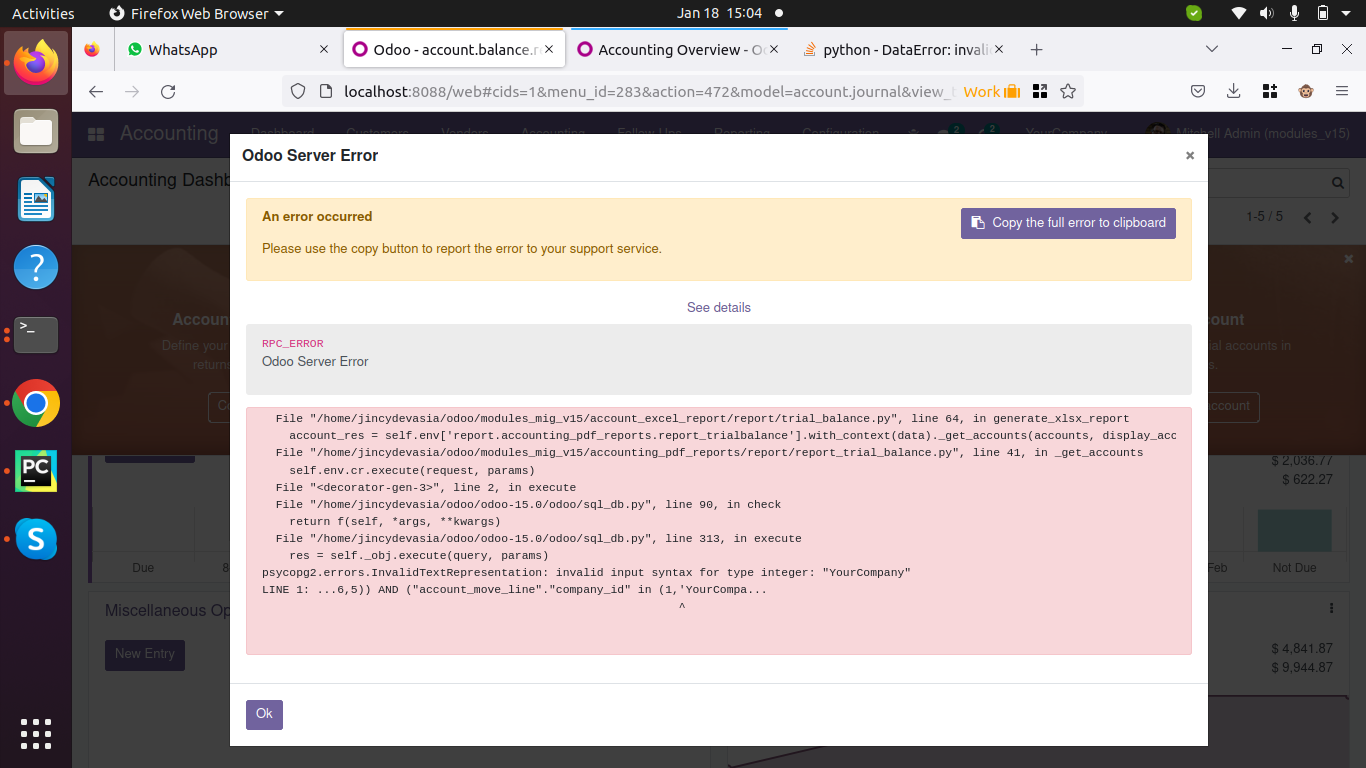 Activities
Firefox Web Browser
Jan 18 15:04
WhatsApp
Odoo - account.balance.r
Accounting Overview - O
python - DataError: invali
localhost:8088/web#cids=1&menu_id=283&action=472&model=account.journal&view_
Work
Accounting
Dashboard
Customers
Vendors
Accounting
Follow Ups
Reporting
Configuration
2
2
YourCompany
Mitchell Admin (modules_v15)
Accounting Dashb
1-5 / 5
Odoo Server Error
An error occurred
Copy the full error to clipboard
Please use the copy button to report the error to your support service.
See details
RPC_ERROR
Odoo Server Error
File "/home/jincydevasia/odoo/modules_mig_v15/account_excel_report/report/trial_balance.py", line 64, in generate_xlsx_report
account_res = self.env['report.accounting_pdf_reports.report_trialbalance'].with_context(data)._get_accounts(accounts, display_acc
File "/home/jincydevasia/odoo/modules_mig_v15/accounting_pdf_reports/report/report_trial_balance.py", line 41, in _get_accounts
self.env.cr.execute(request, params)
File "<decorator-gen-3>", line 2, in execute
File "/home/jincydevasia/odoo/odoo-15.0/odoo/sql_db.py", line 90, in check
return f(self, *args, **kwargs)
File "/home/jincydevasia/odoo/odoo-15.0/odoo/sql_db.py", line 313, in execute
res = self._obj.execute(query, params)
psycopg2.errors.InvalidTextRepresentation: invalid input syntax for type integer: "YourCompany"
LINE 1: ...6,5)) AND ("account_move_line"."company_id" in (1,'YourCompa...
^
Ok
Accoun
Define your
return
count
ial accounts in
s.
account
$ 2,036.77
$ 622.27
Due
8
Feb
Not Due
Miscellaneous Op
New Entry
$ 4,841.87
$ 9,944.87